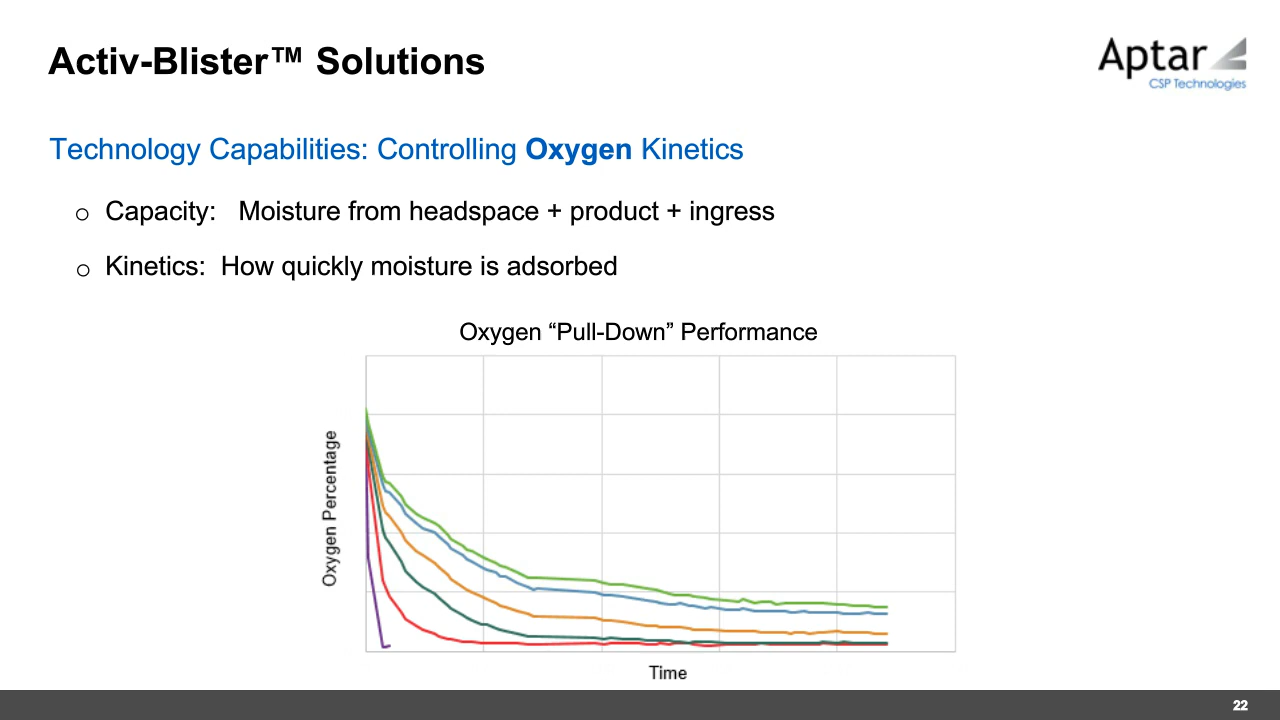 Activ-Blister™ Solutions
Aptar
CSP Technologies
Technology Capabilities: Controlling Oxygen Kinetics
o Capacity: Moisture from headspace + product + ingress
o Kinetics: How quickly moisture is adsorbed
Oxygen “Pull-Down” Performance
Oxygen Percentage
Time
22